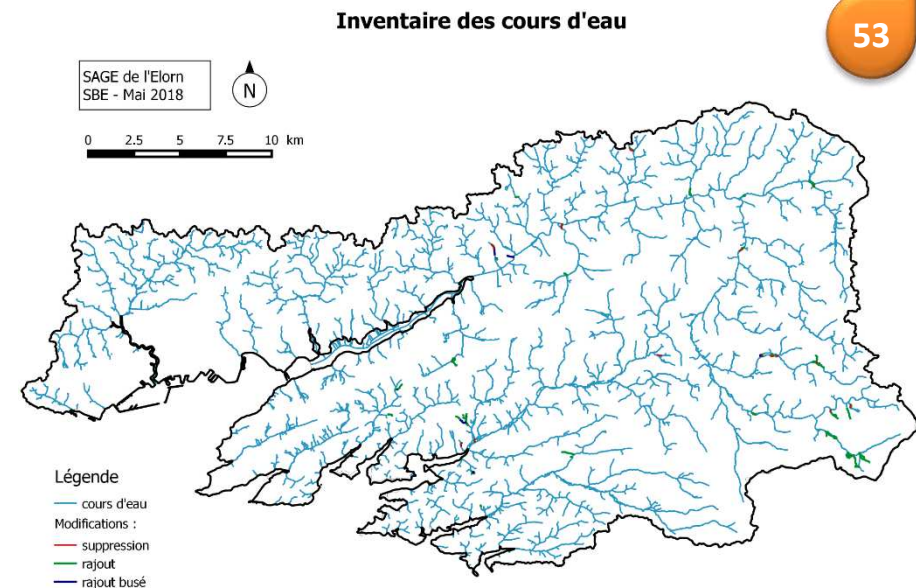 Inventaire des cours d'eau
53
SAGE de l'Elorn
SBE - Mai 2018
N
0 2.5 5 7.5 10 km
Légende
cours d'eau
Modifications :
suppression
rajout
rajout busé